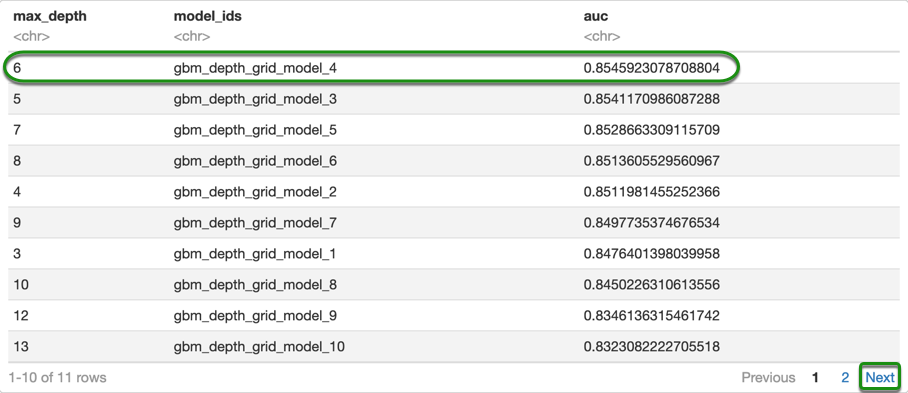 max_depth model_ids auc
<chr> <chr> <chr>
6 gbm_depth_grid_model_4 0.8545923078708804
5 gbm_depth_grid_model_3 0.8541170986087288
7 gbm_depth_grid_model_5 0.8528663309115709
8 gbm_depth_grid_model_6 0.8513605529560967
4 gbm_depth_grid_model_2 0.8511981455252366
9 gbm_depth_grid_model_7 0.8497735374676534
3 gbm_depth_grid_model_1 0.8476401398039958
10 gbm_depth_grid_model_8 0.8450226310613556
12 gbm_depth_grid_model_9 0.8346136315461742
13 gbm_depth_grid_model_10 0.8323082222705518
1-10 of 11 rows Previous 1 2 Next